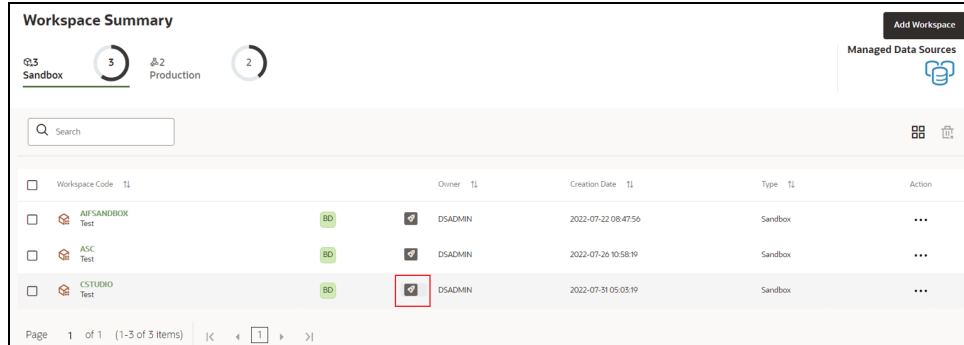 Workspace Summary
Add Workspace
3
Sandbox
3
2
Production
2
Managed Data Sources
Search
Workspace Code Owner Creation Date Type Action
AIFSANDBOX
Test
BD DSADMIN 2022-07-22 08:47:56 Sandbox ...
ASC
Test
BD DSADMIN 2022-07-26 10:58:19 Sandbox ...
CSTUDIO
Test
BD DSADMIN 2022-07-31 05:03:19 Sandbox ...
Page 1 of 1 (1-3 of 3 items) 1